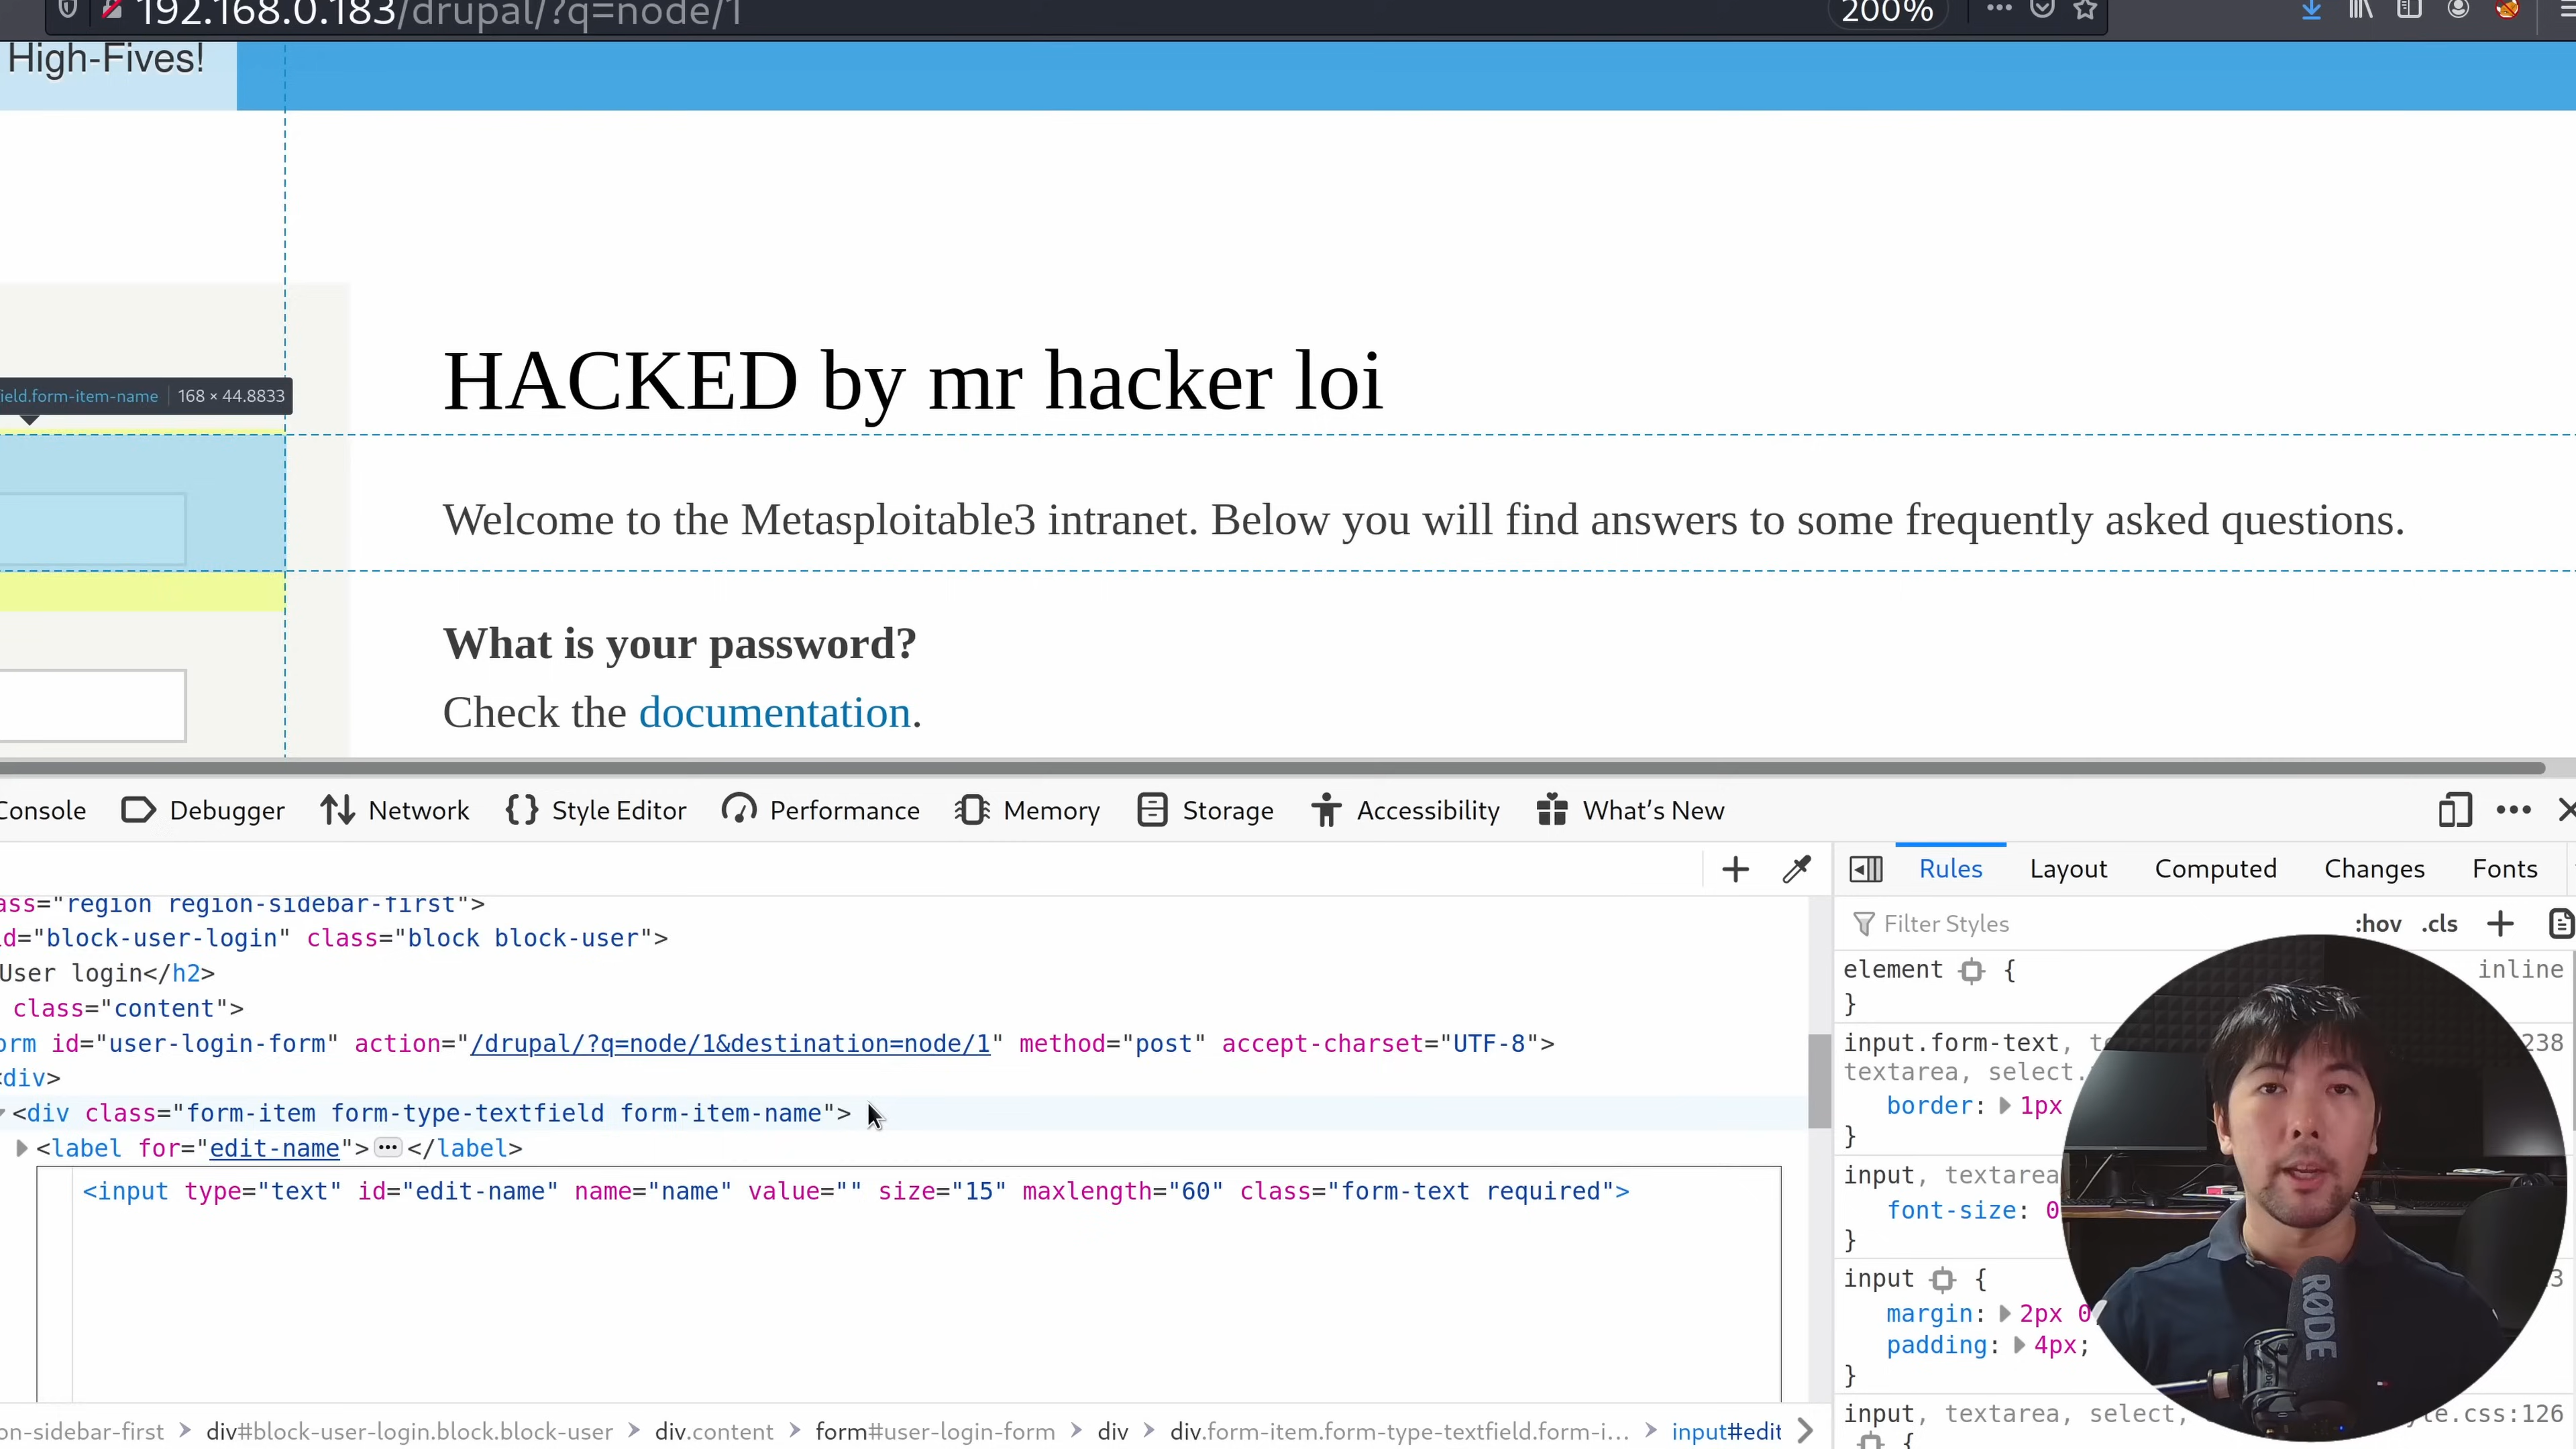 192.168.0.183/drupal/?q=node/1
200%
High-Fives!
HACKED by mr hacker loi
ield.form-item-name 168 × 44.8833
Welcome to the Metasploitable3 intranet. Below you will find answers to some frequently asked questions.
What is your password?
Check the documentation.
Console Debugger Network Style Editor Performance Memory Storage Accessibility What's New
Rules Layout Computed Changes Fonts
Filter Styles :hov .cls
ass="region region-sidebar-first">
d="block-user-login" class="block block-user">
User login</h2>
class="content">
orm id="user-login-form" action="/drupal/?q=node/1&destination=node/1" method="post" accept-charset="UTF-8">
<div>
<div class="form-item form-type-textfield form-item-name">
<label for="edit-name"></label>
<input type="text" id="edit-name" name="name" value="" size="15" maxlength="60" class="form-text required">
on-sidebar-first div#block-user-login.block.block-user div.content form#user-login-form div div.form-item.form-type-textfield.form-i… input#edit
element { inline
}
input.form-text, 238
textarea, select.
border: 1px
}
input, textarea
font-size: 0
}
input { 3
margin: 2px 0
padding: 4px;
}
input, textarea, select, yle.css:126
{
RØDE